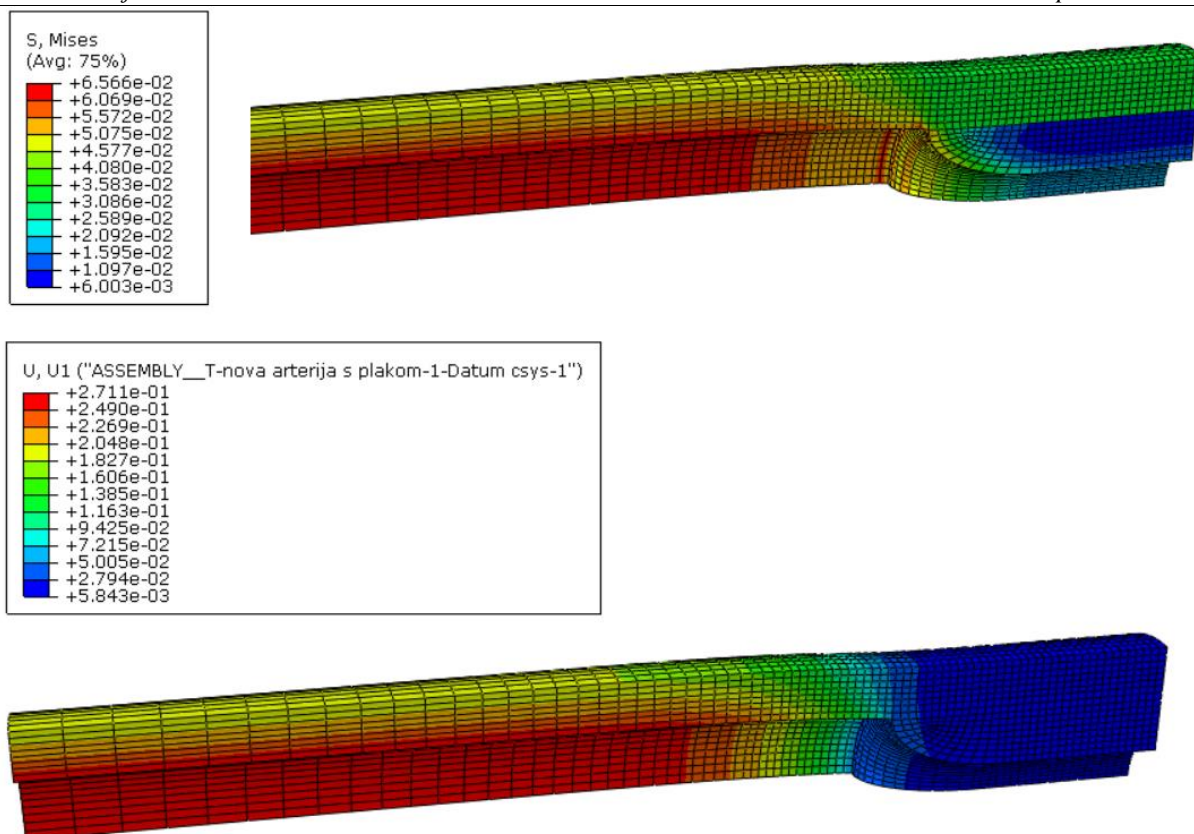 S, Mises
(Avg: 75%)
+6.566e-02
+6.069e-02
+5.572e-02
+5.075e-02
+4.577e-02
+4.080e-02
+3.583e-02
+3.086e-02
+2.589e-02
+2.092e-02
+1.595e-02
+1.097e-02
+6.003e-03
U, U1 ("ASSEMBLY__T-nova arterija s plakom-1-Datum csys-1")
+2.711e-01
+2.490e-01
+2.269e-01
+2.048e-01
+1.827e-01
+1.606e-01
+1.385e-01
+1.163e-01
+9.425e-02
+7.215e-02
+5.005e-02
+2.794e-02
+5.843e-03